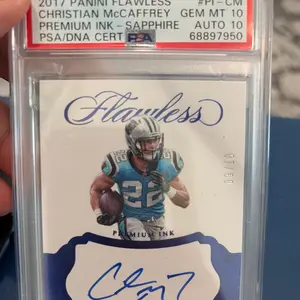 2017 PANINI FLAWLESS #PI-CM
CHRISTIAN McCAFFREY GEM MT 10
PREMIUM INK - SAPPHIRE AUTO 10
PSA/DNA CERT PSA 68897950
Flawless
22
PREMIUM INK